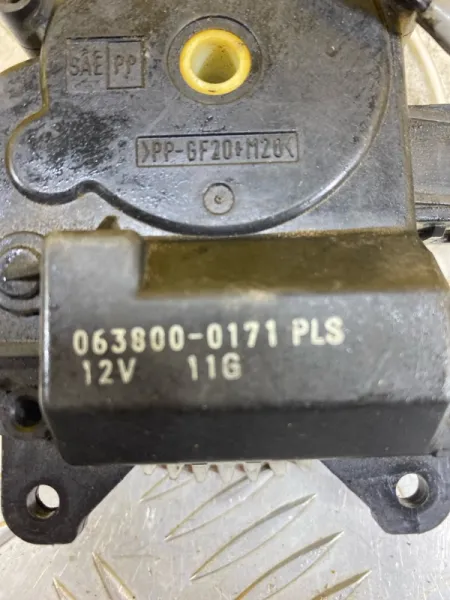 SAE PP
>PP-GF20+M20<
063800-0171 PLS
12V 11G